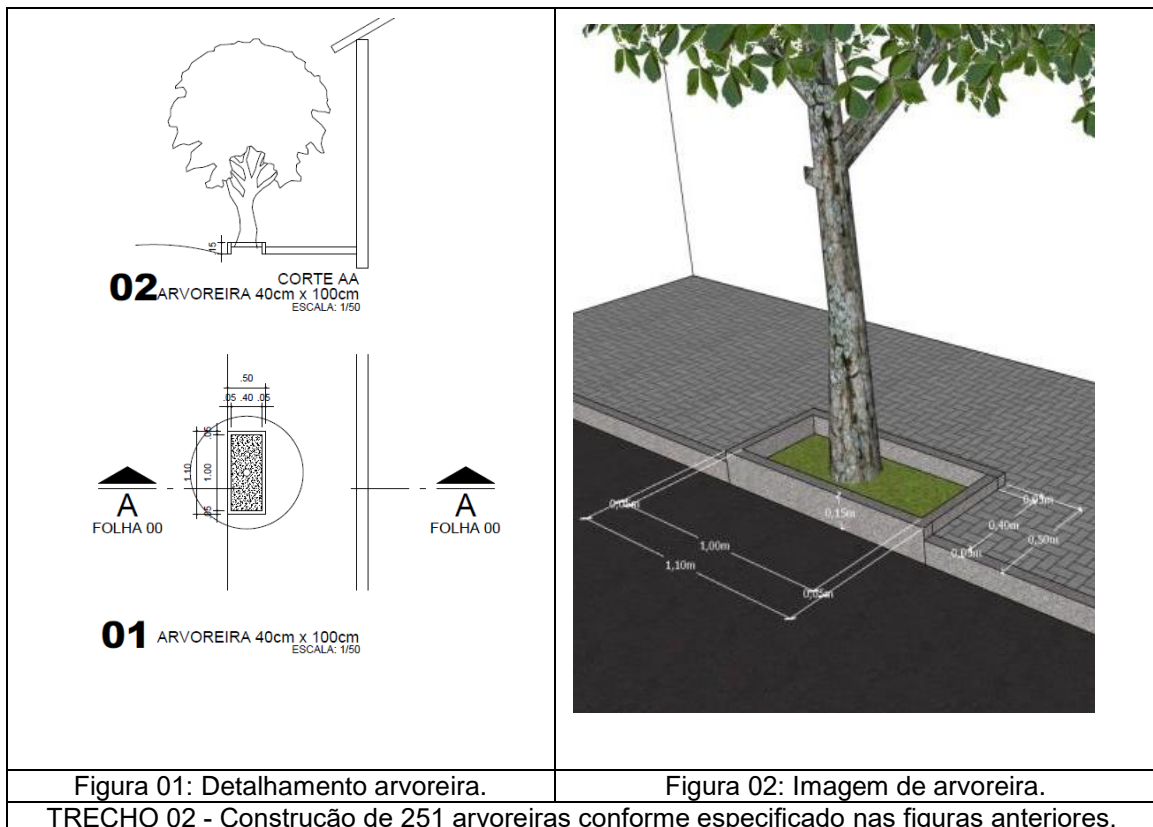 .15
02 ARVOREIRA 40cm x 100cm
CORTE AA
ESCALA: 1/50
.50
.05 .40 .05
.05
1.10
1.00
.05
A
FOLHA 00
A
FOLHA 00
01 ARVOREIRA 40cm x 100cm
ESCALA: 1/50
0,05m
1,00m
1,10m
0,05m
0,15m
0,05m
0,40m
0,50m
0,05m
Figura 01: Detalhamento arvoreira.
Figura 02: Imagem de arvoreira.
TRECHO 02 - Construção de 251 arvoreiras conforme especificado nas figuras anteriores.